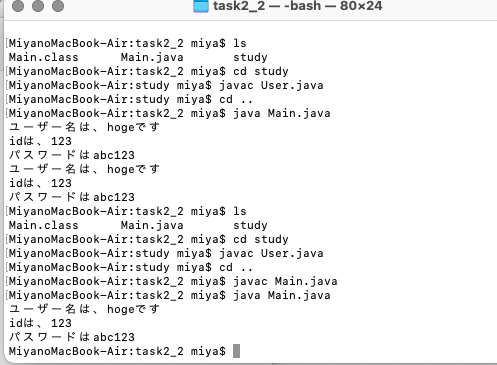 task2_2 — -bash — 80×24
[MiyanoMacBook-Air:task2_2 miya$ ls
Main.class Main.java study
[MiyanoMacBook-Air:task2_2 miya$ cd study
[MiyanoMacBook-Air:study miya$ javac User.java
[MiyanoMacBook-Air:study miya$ cd ..
[MiyanoMacBook-Air:task2_2 miya$ java Main.java
ユーザー名は、hogeです
idは、123
パスワードはabc123
ユーザー名は、hogeです
idは、123
パスワードはabc123
[MiyanoMacBook-Air:task2_2 miya$ ls
Main.class Main.java study
[MiyanoMacBook-Air:task2_2 miya$ cd study
[MiyanoMacBook-Air:study miya$ javac User.java
[MiyanoMacBook-Air:study miya$ cd ..
[MiyanoMacBook-Air:task2_2 miya$ javac Main.java
[MiyanoMacBook-Air:task2_2 miya$ java Main.java
ユーザー名は、hogeです
idは、123
パスワードはabc123
MiyanoMacBook-Air:task2_2 miya$